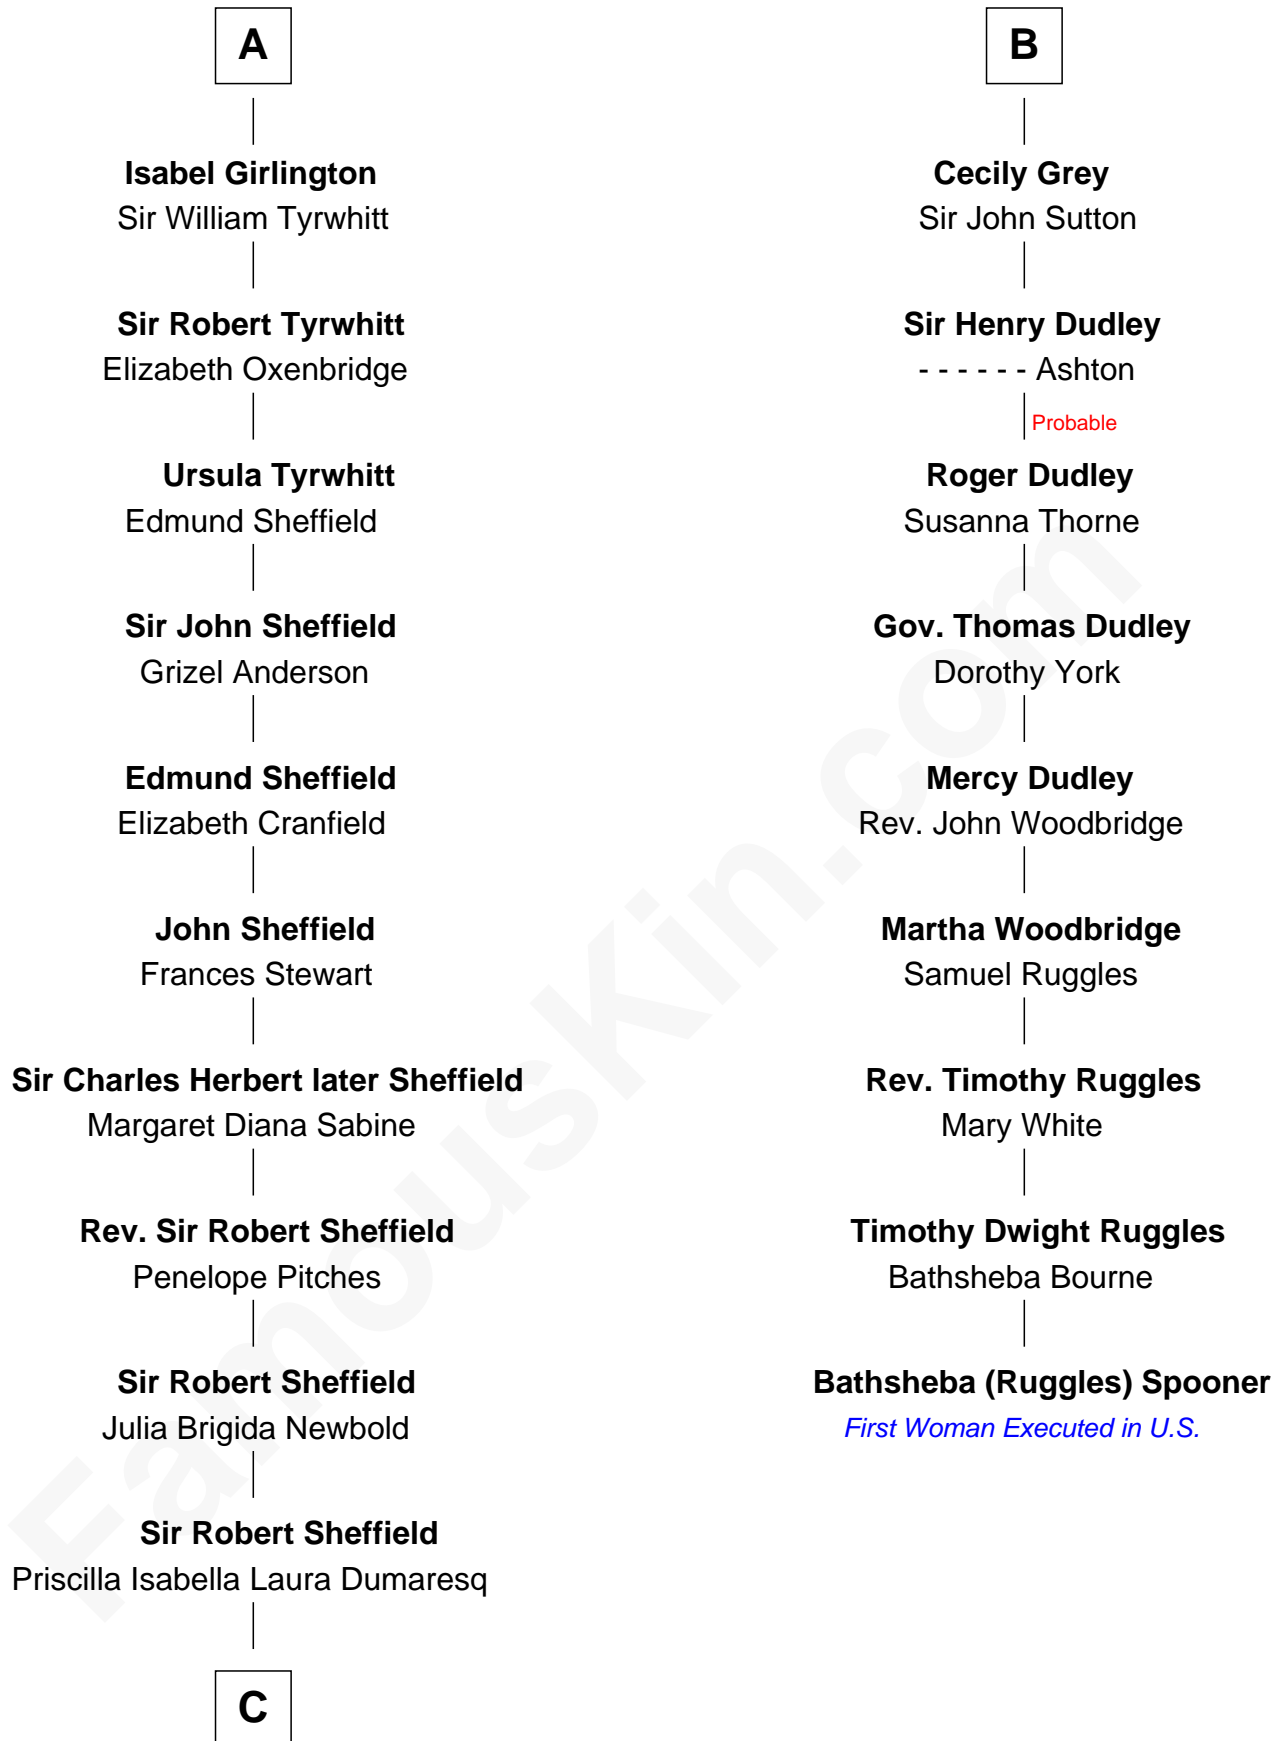 A
Isabel Girlington
Sir William Tyrwhitt
Sir Robert Tyrwhitt
Elizabeth Oxenbridge
Ursula Tyrwhitt
Edmund Sheffield
Sir John Sheffield
Grizel Anderson
Edmund Sheffield
Elizabeth Cranfield
John Sheffield
Frances Stewart
Sir Charles Herbert later Sheffield
Margaret Diana Sabine
Rev. Sir Robert Sheffield
Penelope Pitches
Sir Robert Sheffield
Julia Brigida Newbold
Sir Robert Sheffield
Priscilla Isabella Laura Dumaresq
C
B
Cecily Grey
Sir John Sutton
Sir Henry Dudley
- - - - - - Ashton
Probable
Roger Dudley
Susanna Thorne
Gov. Thomas Dudley
Dorothy York
Mercy Dudley
Rev. John Woodbridge
Martha Woodbridge
Samuel Ruggles
Rev. Timothy Ruggles
Mary White
Timothy Dwight Ruggles
Bathsheba Bourne
Bathsheba (Ruggles) Spooner
First Woman Executed in U.S.
FamousKin.com